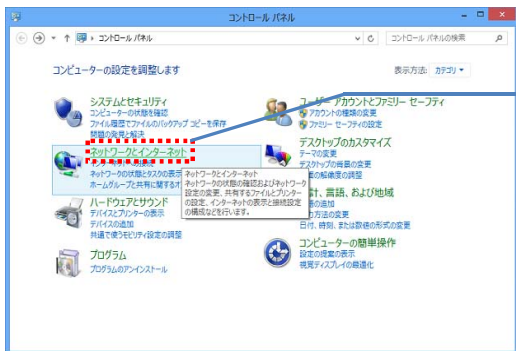 コントロール パネル
コントロール パネル
コントロール パネルの検索
コンピューターの設定を調整します
表示方法: カテゴリ
システムとセキュリティ
コンピューターの状態を確認
ファイル履歴でファイルのバックアップ コピーを保存
問題の発見と解決
ネットワークとインターネット
インターネットへの接続
ネットワークの状態とタスクの表示
ホームグループと共有に関するオ
ネットワークとインターネット
ネットワークの状態の確認およびネットワーク
設定の変更、共有するファイルとプリンター
の設定、インターネットの表示と接続設定
の構成などを行います。
ハードウェアとサウンド
デバイスとプリンターの表示
デバイスの追加
共通で使うモビリティ設定の調整
プログラム
プログラムのアンインストール
ユーザー アカウントとファミリー セーフティ
アカウントの種類の変更
ファミリー セーフティの設定
デスクトップのカスタマイズ
テーマの変更
デスクトップの背景の変更
の解像度の調整
計、言語、および地域
の追加
力方法の変更
日付、時刻、または数値の形式の変更
コンピューターの簡単操作
設定の提案の表示
視覚ディスプレイの最適化